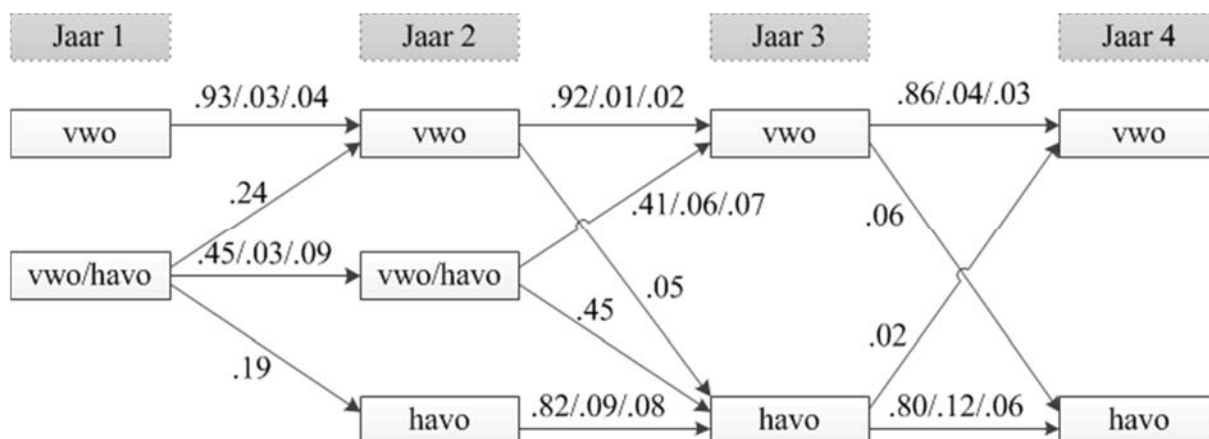 Jaar 1 Jaar 2 Jaar 3 Jaar 4
.93/.03/.04 .92/.01/.02 .86/.04/.03
vwo vwo vwo vwo
.24 .41/.06/.07 .06
.45/.03/.09
vwo/havo vwo/havo
.05
.45
.02
.19
.82/.09/.08 .80/.12/.06
havo havo havo